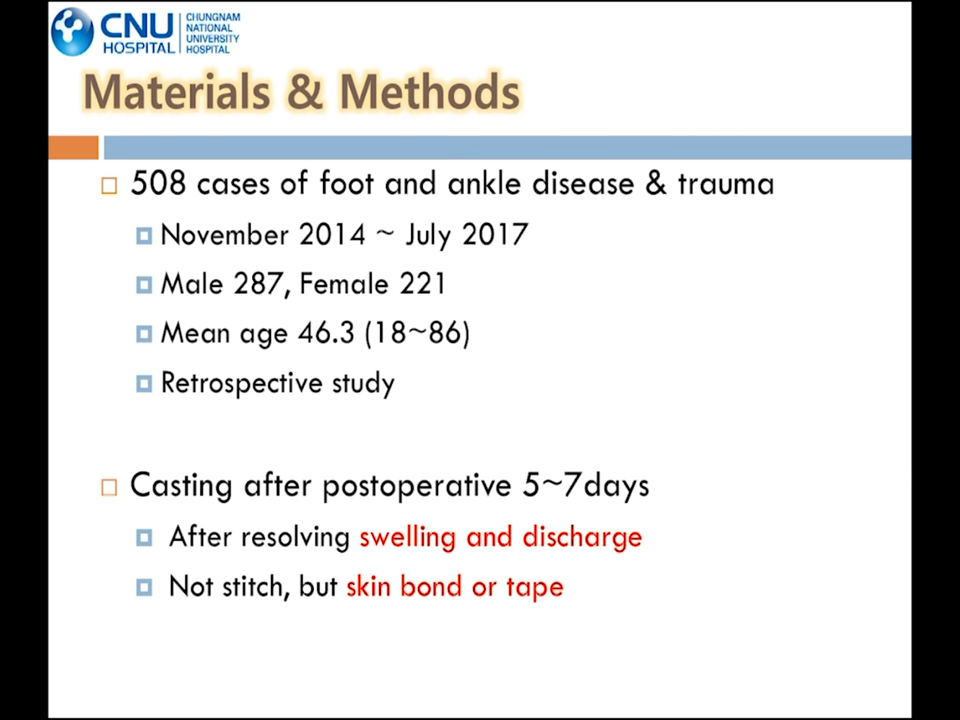 CNU
HOSPITAL
CHUNGNAM
NATIONAL
UNIVERSITY
HOSPITAL
Materials & Methods
508 cases of foot and ankle disease & trauma
November 2014 ~ July 2017
Male 287, Female 221
Mean age 46.3 (18~86)
Retrospective study
Casting after postoperative 5~7days
After resolving swelling and discharge
Not stitch, but skin bond or tape